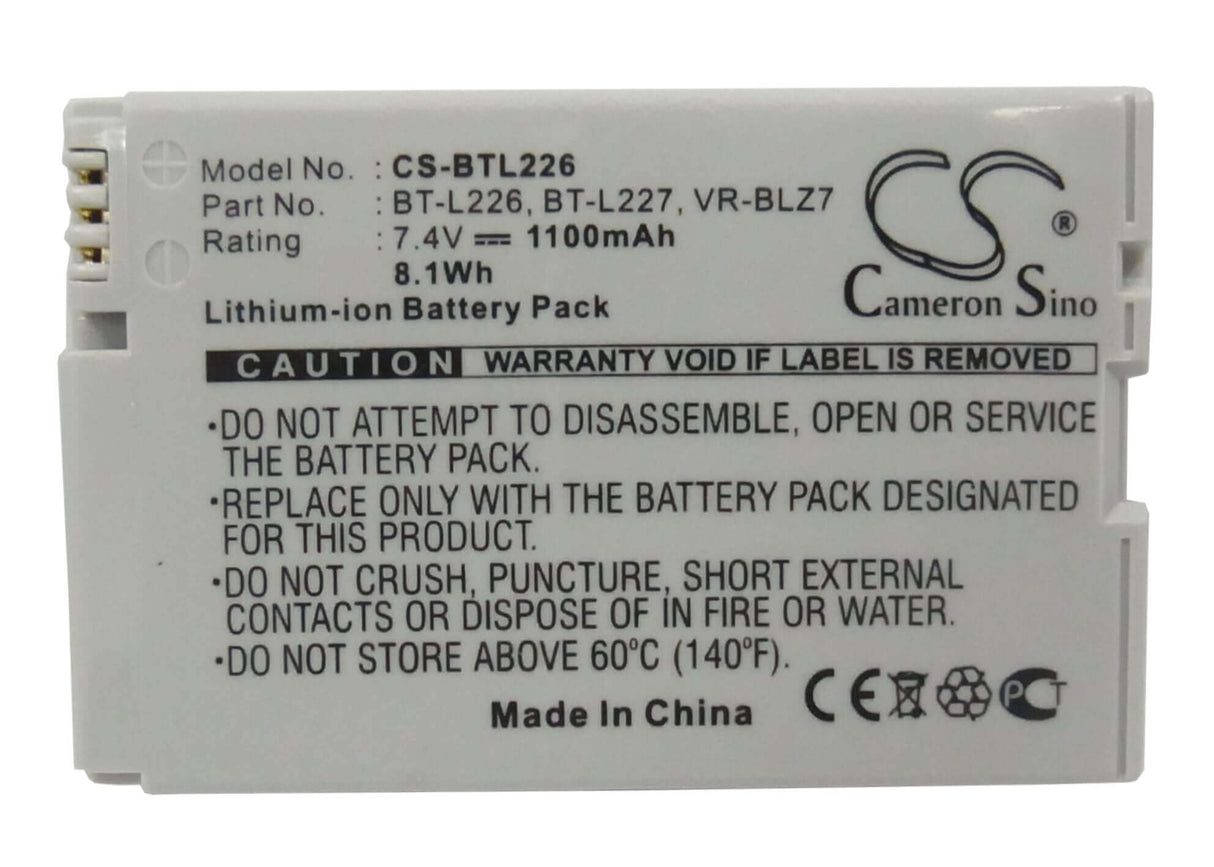 Model No. : CS-BTL226
Part No. : BT-L226, BT-L227, VR-BLZ7
Rating : 7.4V 1100mAh
8.1Wh
Lithium-ion Battery Pack
CS ®
Cameron Sino
CAUTION WARRANTY VOID IF LABEL IS REMOVED
•DO NOT ATTEMPT TO DISASSEMBLE, OPEN OR SERVICE
THE BATTERY PACK.
•REPLACE ONLY WITH THE BATTERY PACK DESIGNATED
FOR THIS PRODUCT.
•DO NOT CRUSH, PUNCTURE, SHORT EXTERNAL
CONTACTS OR DISPOSE OF IN FIRE OR WATER.
•DO NOT STORE ABOVE 60°C (140°F).
Made In China CE PCT